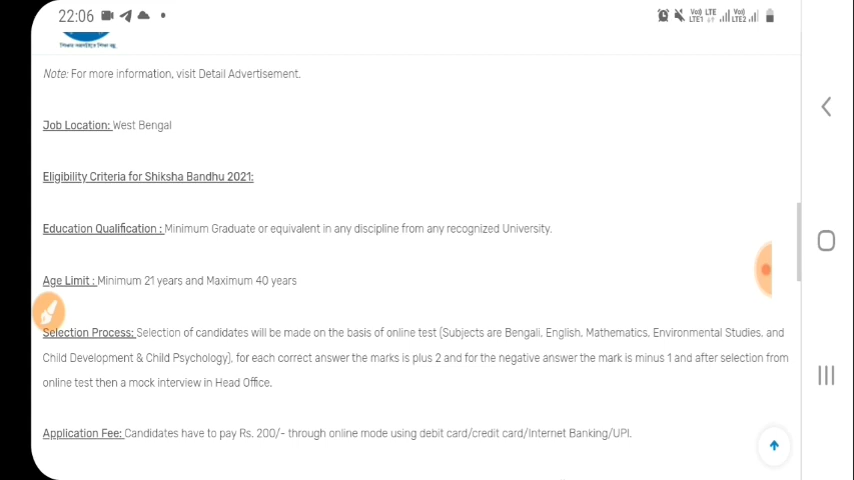 22:06
Vo) LTE Vo)
LTE1 LTE2
Note: For more information, visit Detail Advertisement.
Job Location: West Bengal
Eligibility Criteria for Shiksha Bandhu 2021:
Education Qualification : Minimum Graduate or equivalent in any discipline from any recognized University.
Age Limit : Minimum 21 years and Maximum 40 years
Selection Process: Selection of candidates will be made on the basis of online test [Subjects are Bengali, English, Mathematics, Environmental Studies, and
Child Development & Child Psychology], for each correct answer the marks is plus 2 and for the negative answer the mark is minus 1 and after selection from
online test then a mock interview in Head Office.
Application Fee: Candidates have to pay Rs. 200/- through online mode using debit card/credit card/Internet Banking/UPI.